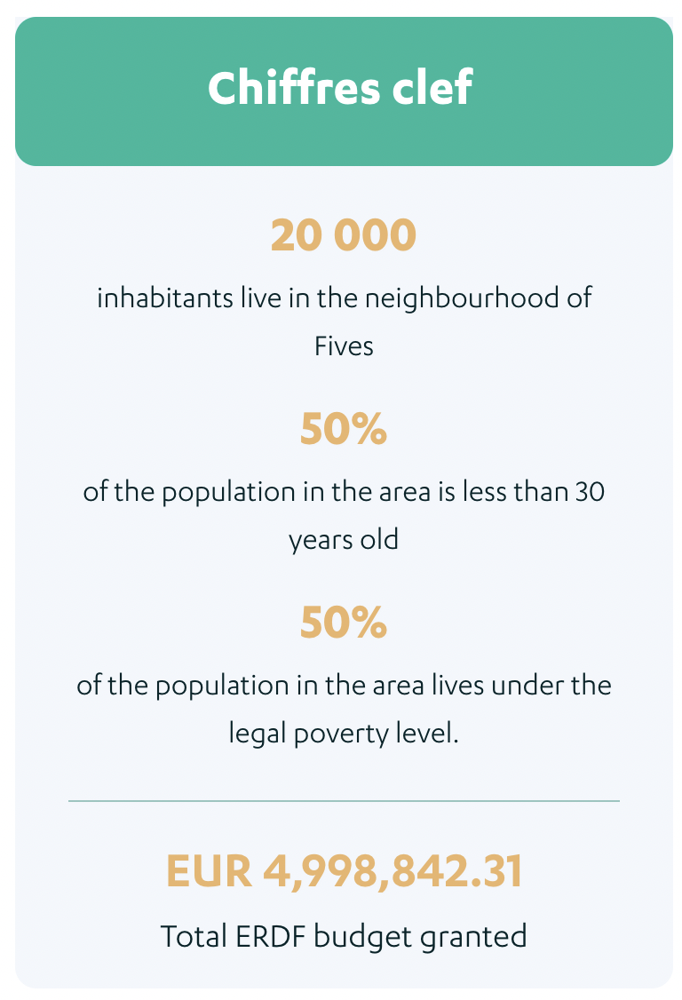 Chiffres clef
20 000
inhabitants live in the neighbourhood of
Fives
50%
of the population in the area is less than 30
years old
50%
of the population in the area lives under the
legal poverty level.
EUR 4,998,842.31
Total ERDF budget granted